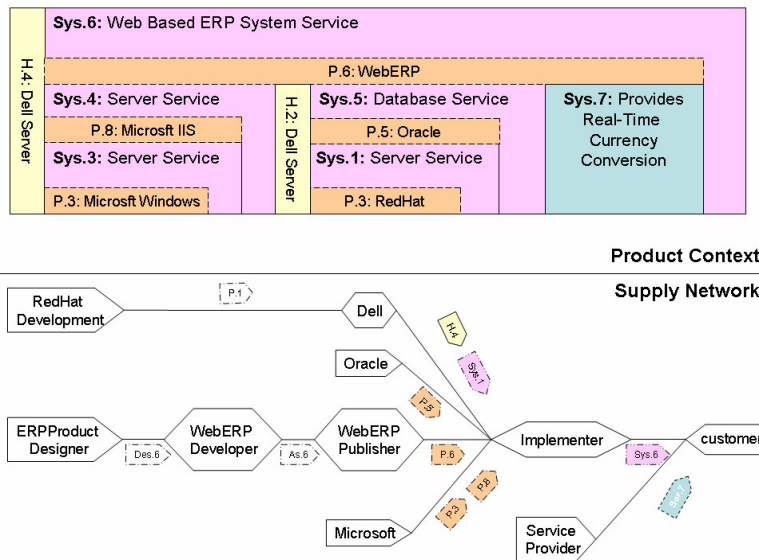 Sys.6: Web Based ERP System Service
H.4: Dell Server
P.6: WebERP
Sys.4: Server Service
H.2: Dell Server
Sys.5: Database Service
Sys.7: Provides
Real-Time
Currency
Conversion
P.8: Microsft IIS
P.5: Oracle
Sys.3: Server Service
Sys.1: Server Service
P.3: Microsft Windows
P.3: RedHat
Product Context
Supply Network
RedHat
Development
P.1
Dell
H.4
Sys.1
Oracle
P.5
ERPProduct
Designer
Des.6
WebERP
Developer
As.6
WebERP
Publisher
P.6
Implementer
Sys.6
customer
P.3
P.8
Ser.7
Microsoft
Service
Provider